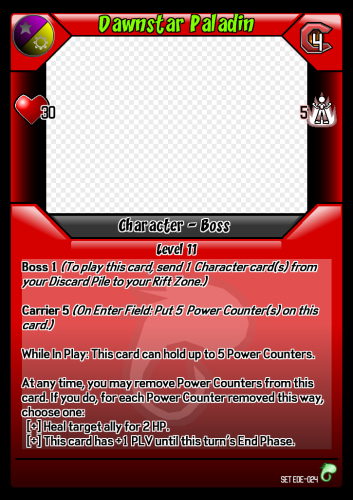 Dawnstar Paladin
4
30
5
Character - Boss
Level 11
Boss 1 (To play this card, send 1 Character card(s) from
your Discard Pile to your Rift Zone.)
Carrier 5 (On Enter Field: Put 5 Power Counter(s) on this
card.)
While In Play: This card can hold up to 5 Power Counters.
At any time, you may remove Power Counters from this
card. If you do, for each Power Counter removed this way,
choose one:
[•] Heal target ally for 2 HP.
[•] This card has +1 PLV until this turn's End Phase.
SET EDE-024